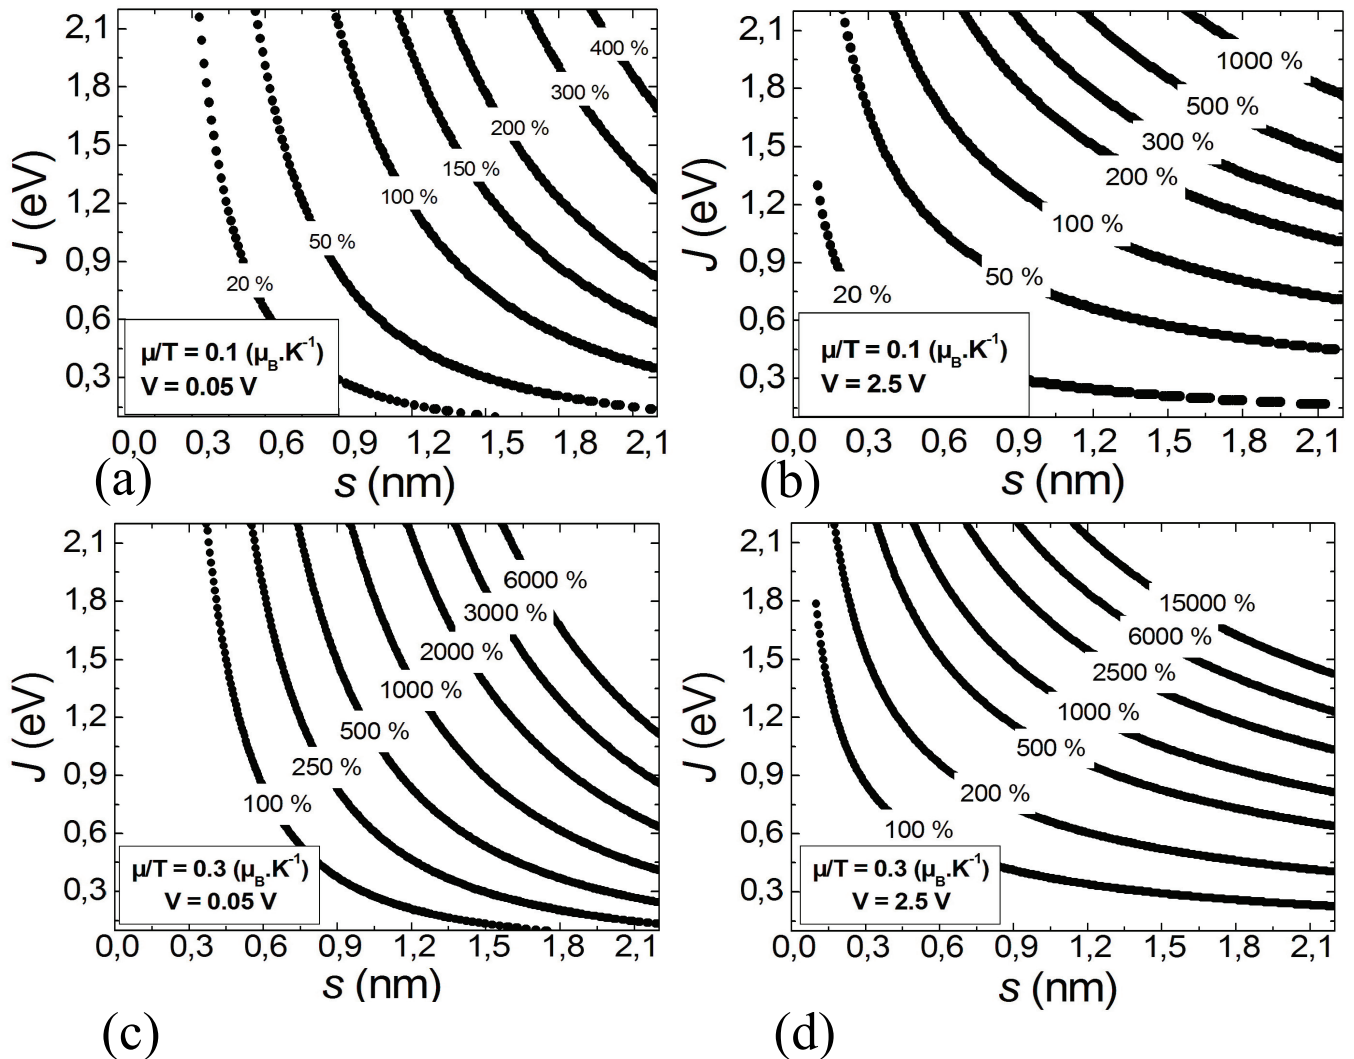 2,1
1,8
1,5
1,2
0,9
0,6
0,3
J (eV)
400 %
300 %
200 %
150 %
100 %
50 %
20 %
μ/T = 0.1 (μB.K-1)
V = 0.05 V
0,0 0,3 0,6 0,9 1,2 1,5 1,8 2,1
(a)
s (nm)
2,1
1,8
1,5
1,2
0,9
0,6
0,3
J (eV)
1000 %
500 %
300 %
200 %
100 %
50 %
20 %
μ/T = 0.1 (μB.K-1)
V = 2.5 V
0,0 0,3 0,6 0,9 1,2 1,5 1,8 2,1
(b)
s (nm)
2,1
1,8
1,5
1,2
0,9
0,6
0,3
J (eV)
6000 %
3000 %
2000 %
1000 %
500 %
250 %
100 %
μ/T = 0.3 (μB.K-1)
V = 0.05 V
0,0 0,3 0,6 0,9 1,2 1,5 1,8 2,1
s (nm)
(c)
2,1
1,8
1,5
1,2
0,9
0,6
0,3
J (eV)
15000 %
6000 %
2500 %
1000 %
500 %
200 %
100 %
μ/T = 0.3 (μB.K-1)
V = 2.5 V
0,0 0,3 0,6 0,9 1,2 1,5 1,8 2,1
s (nm)
(d)